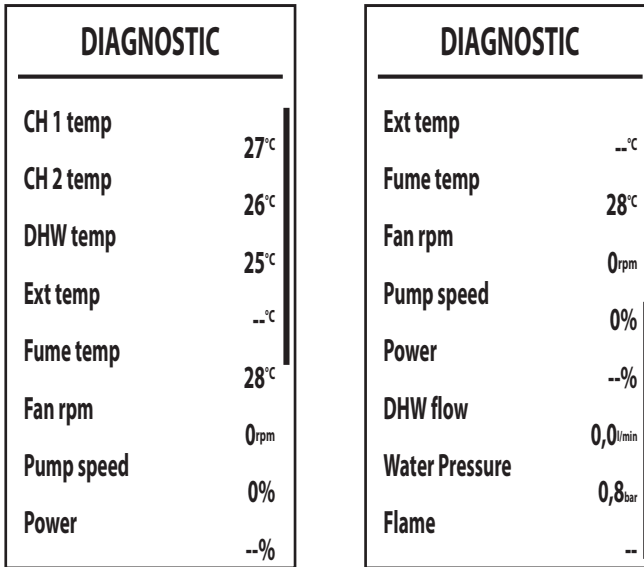 DIAGNOSTIC
CH 1 temp
27°C
CH 2 temp
26°C
DHW temp
25°C
Ext temp
--°C
Fume temp
28°C
Fan rpm
0rpm
Pump speed
0%
Power
--%
DIAGNOSTIC
Ext temp
--°C
Fume temp
28°C
Fan rpm
0rpm
Pump speed
0%
Power
--%
DHW flow
0,0l/min
Water Pressure
0,8bar
Flame
--